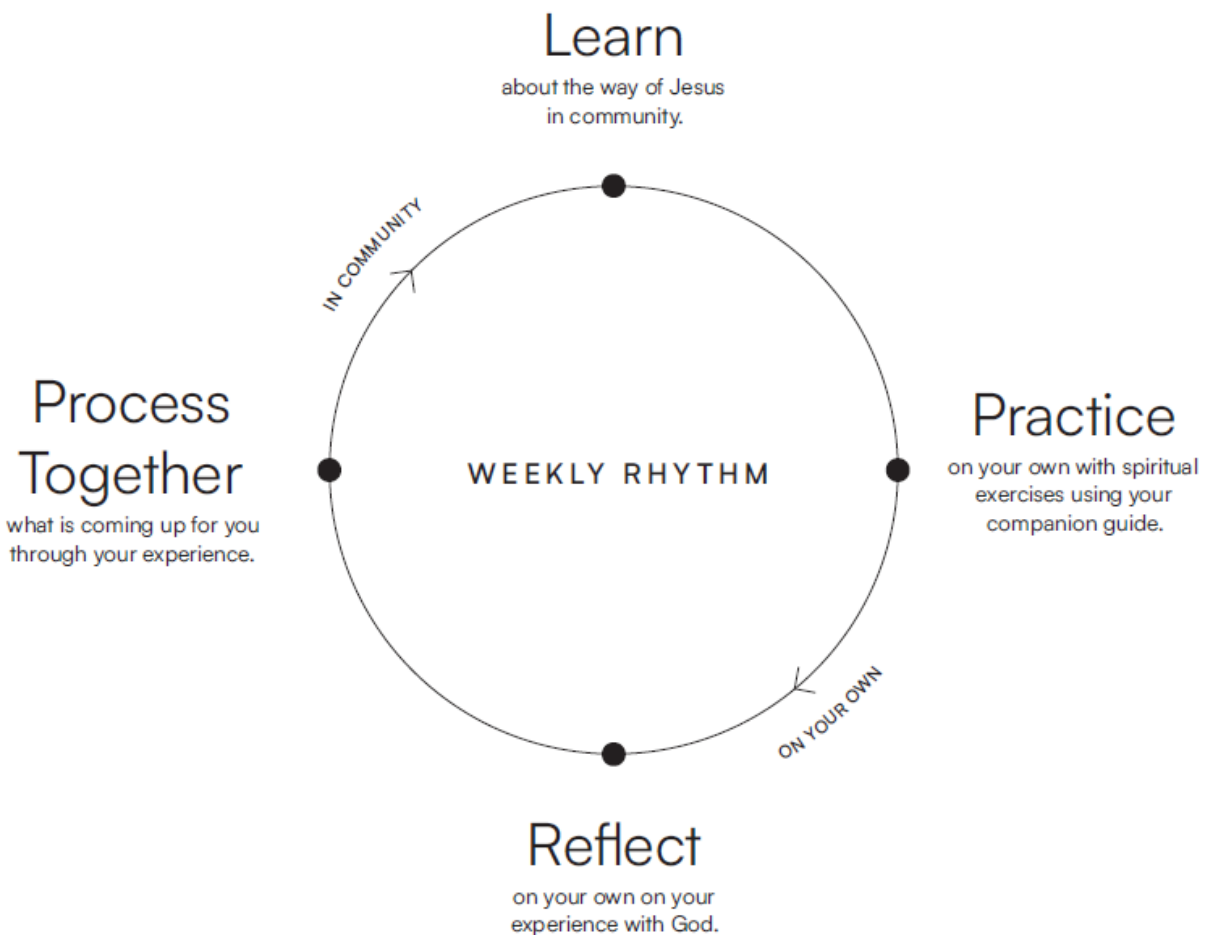 Learn
about the way of Jesus
in community.
IN COMMUNITY
Process
Together
what is coming up for you
through your experience.
WEEKLY RHYTHM
Practice
on your own with spiritual
exercises using your
companion guide.
ON YOUR OWN
Reflect
on your own on your
experience with God.